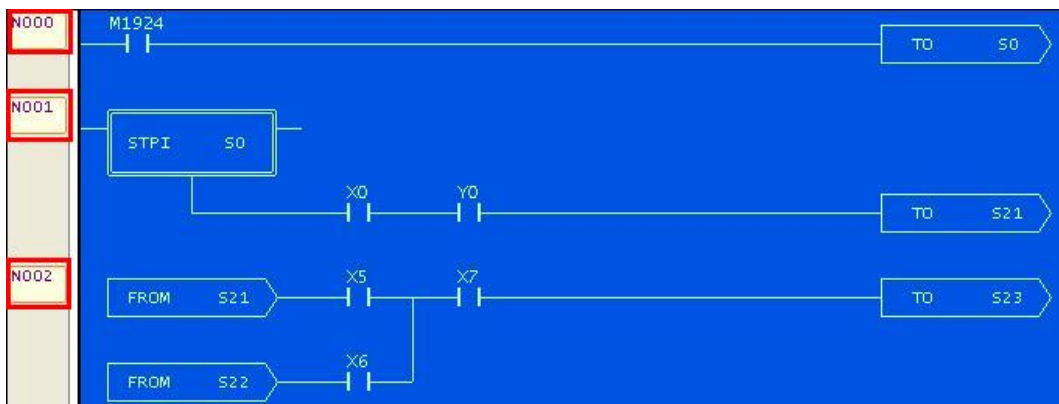 N000 M1924
TO S0
N001
STPI S0
X0 Y0
TO S21
N002 X5 X7
FROM S21 TO S23
X6
FROM S22